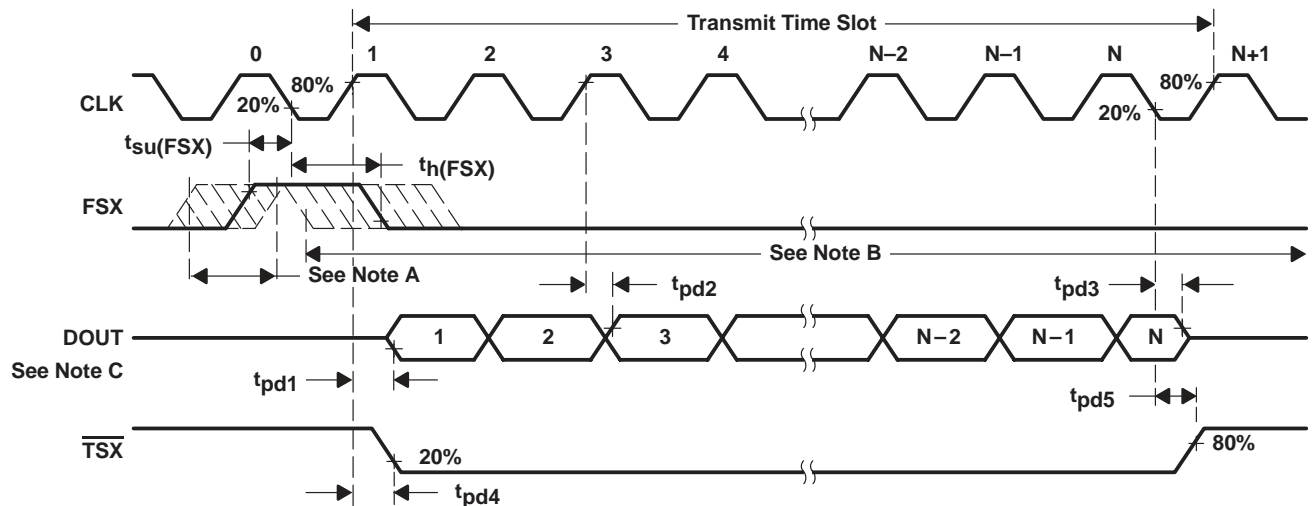 Transmit Time Slot
0 1 2 3 4 N–2 N–1 N N+1
CLK
20% 80% 20% 80%
tsu(FSX)
th(FSX)
FSX
See Note A
See Note B
tpd2
tpd3
DOUT
1 2 3 N–2 N–1 N
See Note C
tpd1
tpd5
TSX
20%
80%
tpd4